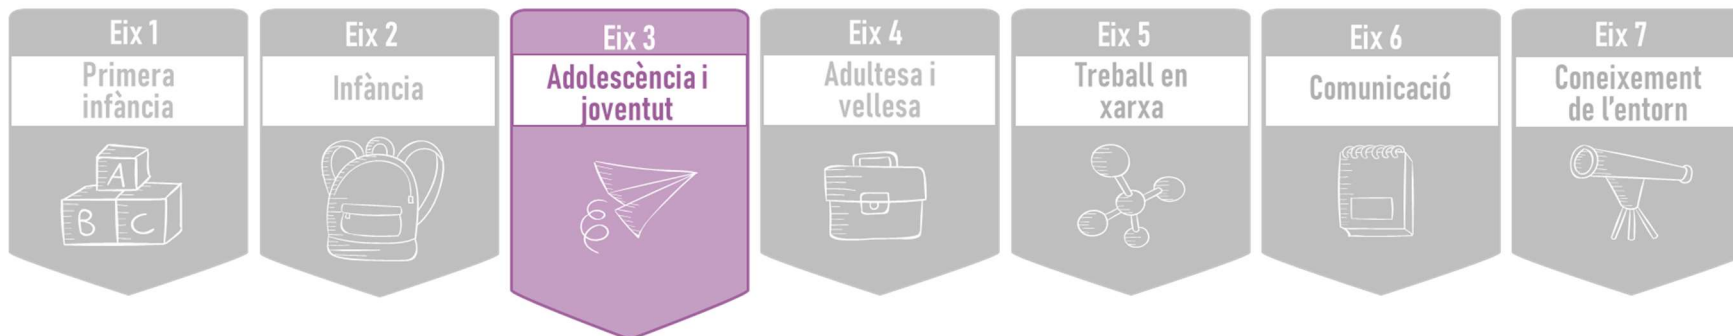 Eix 1
Primera
infància
A
B C
Eix 2
Infància
Eix 3
Adolescència i
joventut
Eix 4
Adultesa i
vellesa
Eix 5
Treball en
xarxa
Eix 6
Comunicació
Eix 7
Coneixement
de l'entorn